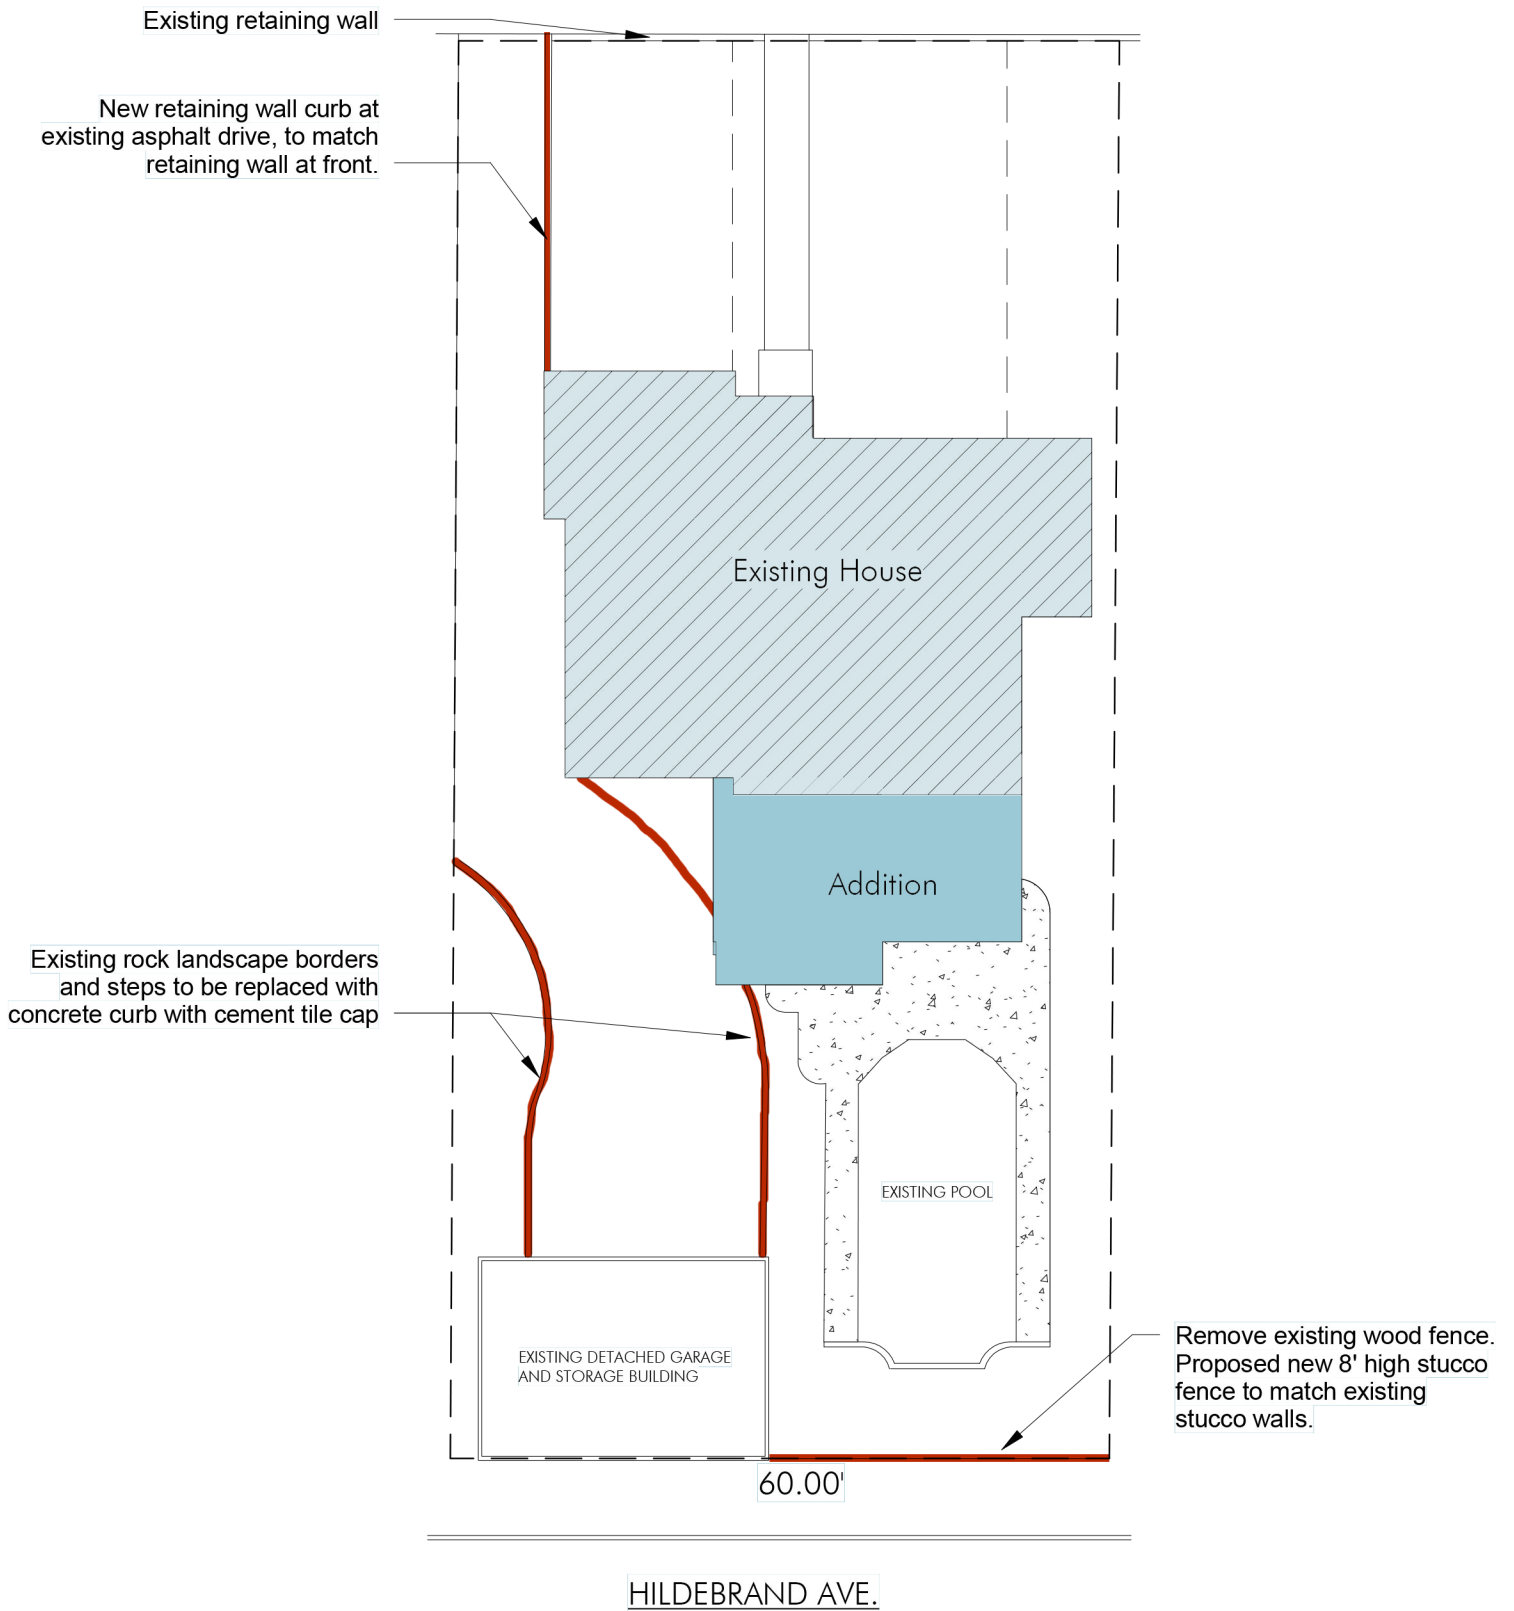 Existing retaining wall
New retaining wall curb at
existing asphalt drive, to match
retaining wall at front.
Existing House
Addition
Existing rock landscape borders
and steps to be replaced with
concrete curb with cement tile cap
EXISTING POOL
EXISTING DETACHED GARAGE
AND STORAGE BUILDING
Remove existing wood fence.
Proposed new 8' high stucco
fence to match existing
stucco walls.
60.00'
HILDEBRAND AVE.